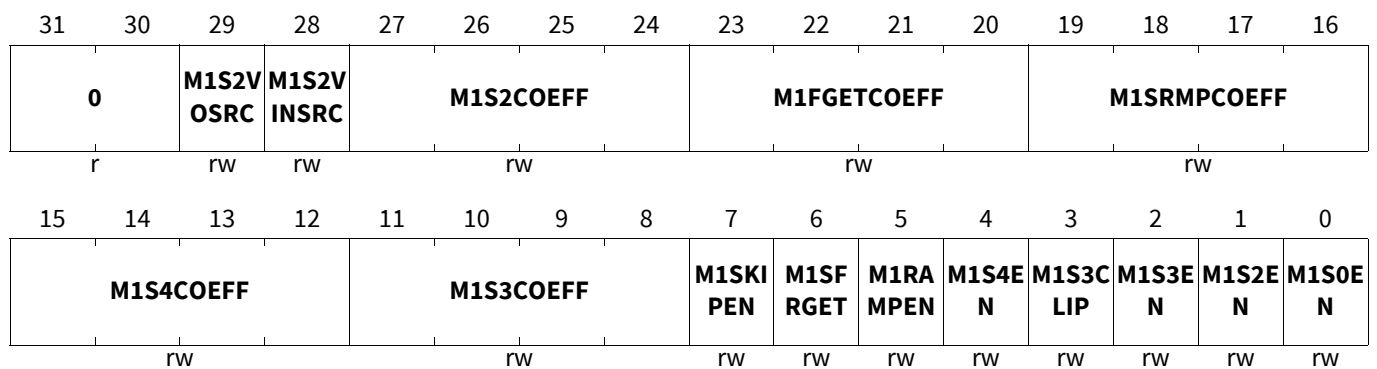 31 30 29 28 27 26 25 24 23 22 21 20 19 18 17 16
0 M1S2V M1S2V M1S2COEFF M1FGETCOEFF M1SRMPCOEFF
OSRC INSRC
r rw rw rw rw rw
15 14 13 12 11 10 9 8 7 6 5 4 3 2 1 0
M1S4COEFF M1S3COEFF M1SKI M1SF M1RA M1S4E M1S3C M1S3E M1S2E M1S0E
PEN RGET MPEN N LIP N N N
rw rw rw rw rw rw rw rw rw rw